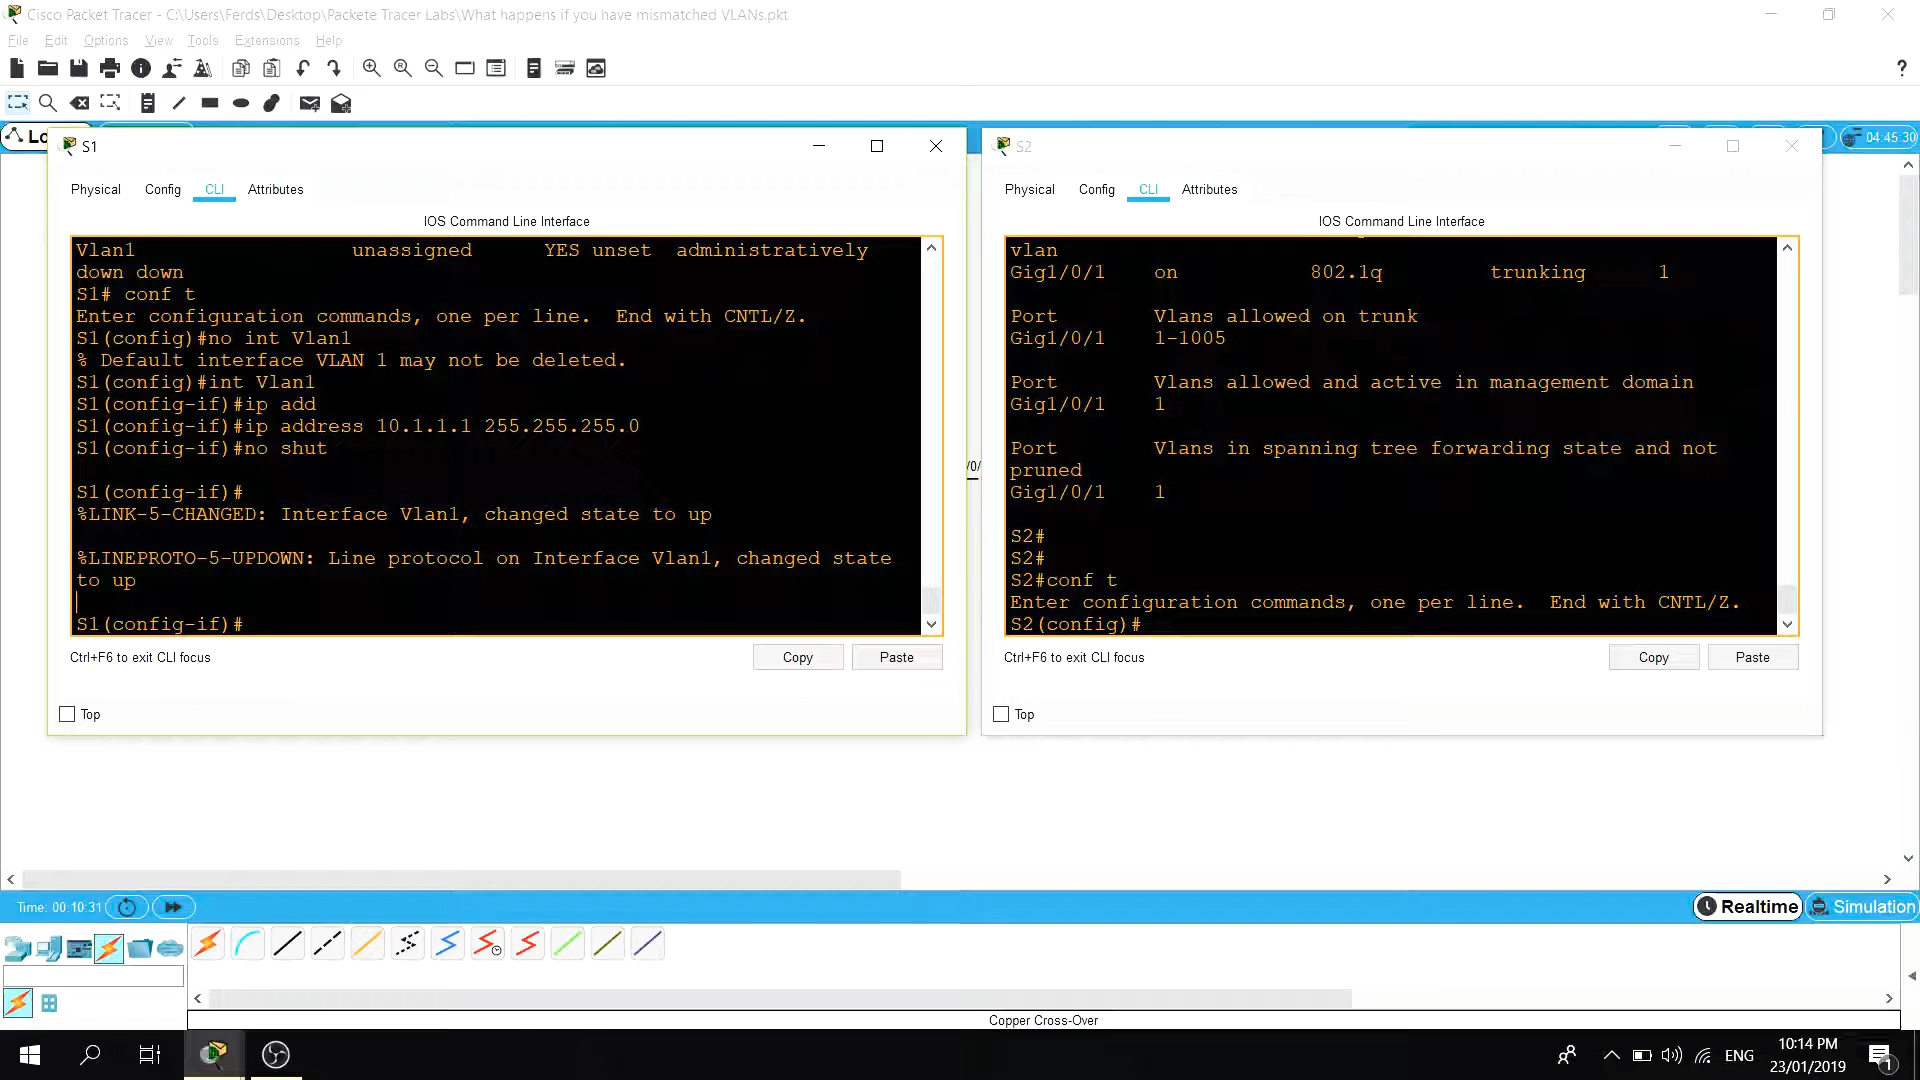 Cisco Packet Tracer - C:\Users\Ferds\Desktop\Packete Tracer Labs\What happens if you have mismatched VLANs.pkt
File Edit Options View Tools Extensions Help
?
Lo
04:45:30
S1
Physical Config CLI Attributes
IOS Command Line Interface
Vlan1 unassigned YES unset administratively
down down
S1# conf t
Enter configuration commands, one per line. End with CNTL/Z.
S1(config)#no int Vlan1
% Default interface VLAN 1 may not be deleted.
S1(config)#int Vlan1
S1(config-if)#ip add
S1(config-if)#ip address 10.1.1.1 255.255.255.0
S1(config-if)#no shut
S1(config-if)#
%LINK-5-CHANGED: Interface Vlan1, changed state to up
%LINEPROTO-5-UPDOWN: Line protocol on Interface Vlan1, changed state
to up
S1(config-if)#
Ctrl+F6 to exit CLI focus
Copy Paste
Top
/0/
S2
Physical Config CLI Attributes
IOS Command Line Interface
vlan
Gig1/0/1 on 802.1q trunking 1
Port Vlans allowed on trunk
Gig1/0/1 1-1005
Port Vlans allowed and active in management domain
Gig1/0/1 1
Port Vlans in spanning tree forwarding state and not
pruned
Gig1/0/1 1
S2#
S2#
S2#conf t
Enter configuration commands, one per line. End with CNTL/Z.
S2(config)#
Ctrl+F6 to exit CLI focus
Copy Paste
Top
Time: 00:10:31
Realtime Simulation
Copper Cross-Over
ENG
10:14 PM
23/01/2019
1